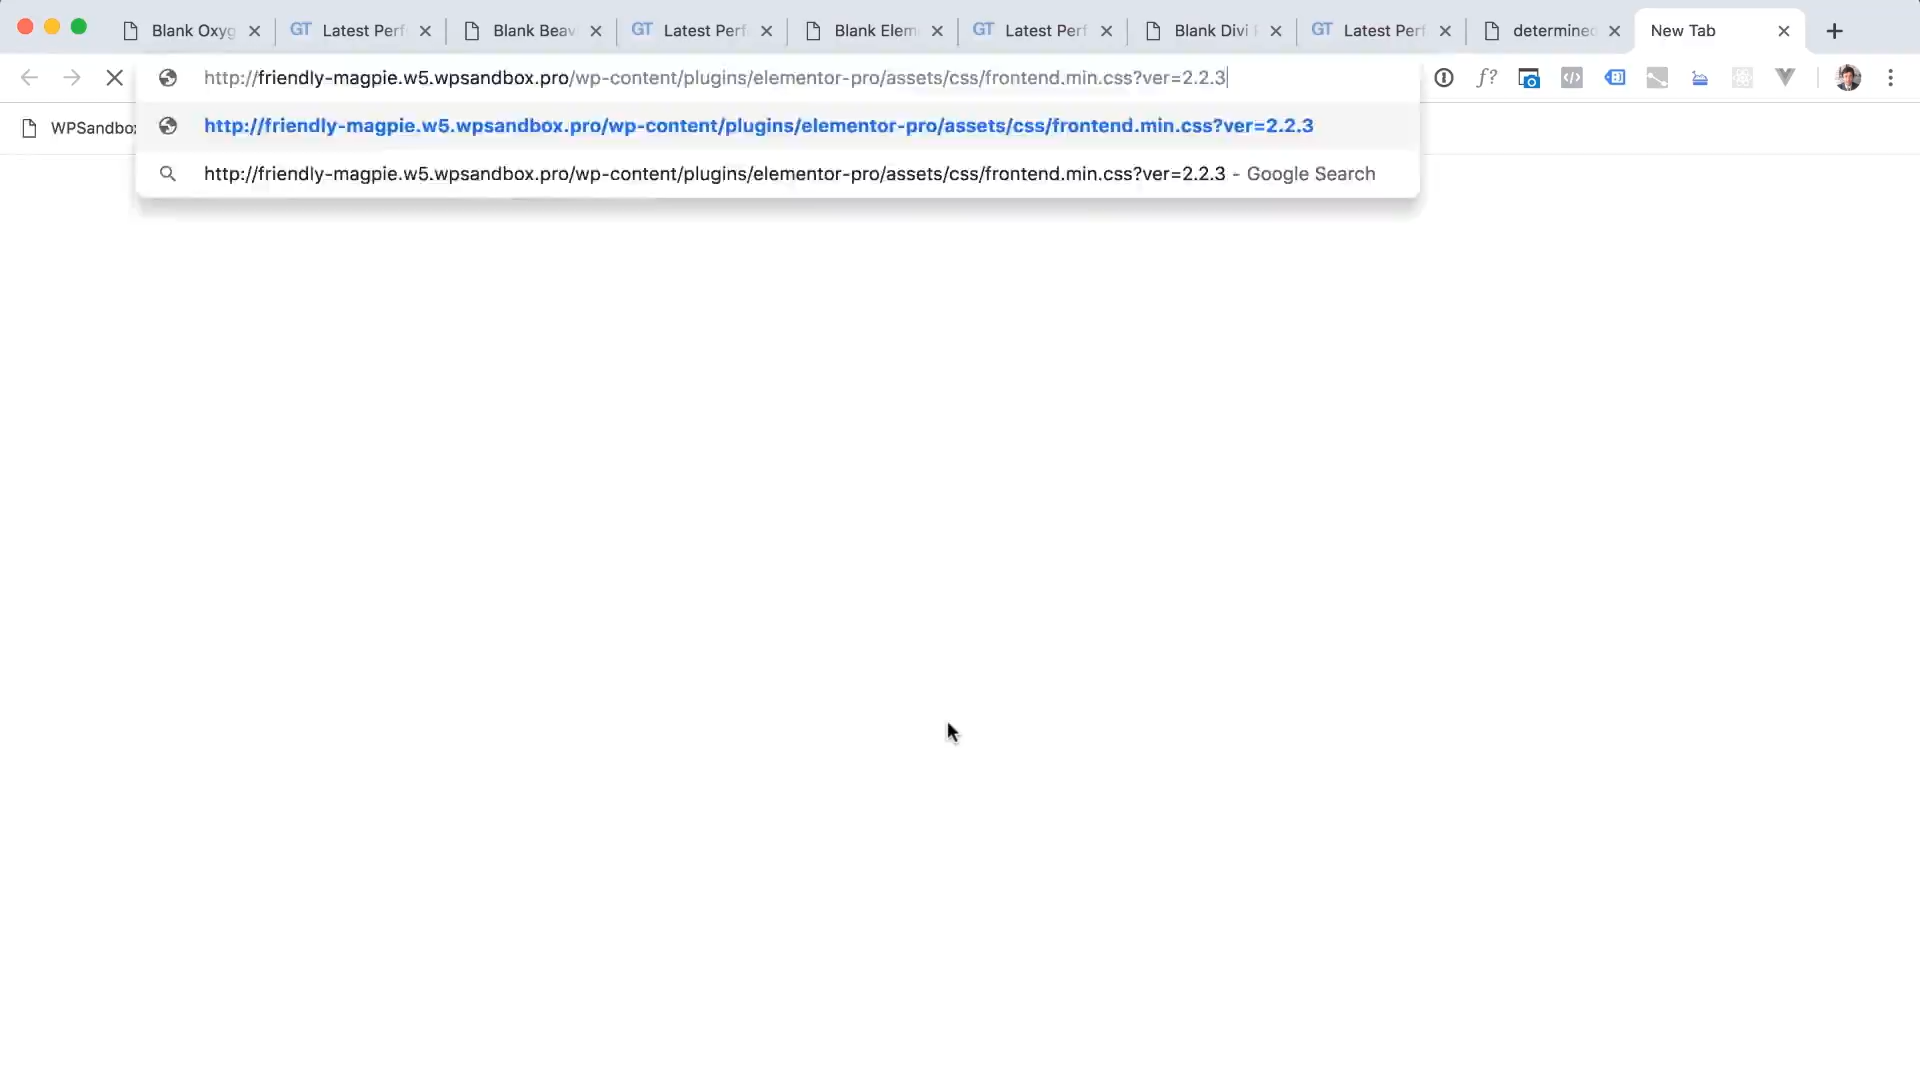 Blank Oxyg
GT Latest Perf
Blank Beav
GT Latest Perf
Blank Elem
GT Latest Perf
Blank Divi
GT Latest Perf
determined
New Tab
http://friendly-magpie.w5.wpsandbox.pro/wp-content/plugins/elementor-pro/assets/css/frontend.min.css?ver=2.2.3
f?
WPSandbox
http://friendly-magpie.w5.wpsandbox.pro/wp-content/plugins/elementor-pro/assets/css/frontend.min.css?ver=2.2.3
http://friendly-magpie.w5.wpsandbox.pro/wp-content/plugins/elementor-pro/assets/css/frontend.min.css?ver=2.2.3 - Google Search